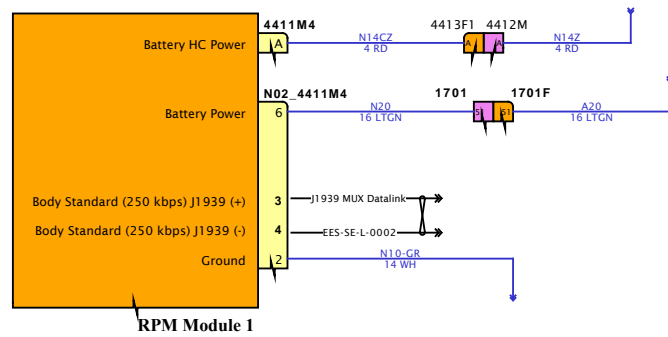 4411M4
4413F1 4412M
Battery HC Power
A
N14CZ
4 RD
A A
N14Z
4 RD
N02_4411M4
1701 1701F
Battery Power
6
N20
16 LTGN
51 51
A20
16 LTGN
Body Standard (250 kbps) J1939 (+)
3
J1939 MUX Datalink
Body Standard (250 kbps) J1939 (-)
4
EES-SE-L-0002
Ground
2
N10-GR
14 WH
RPM Module 1